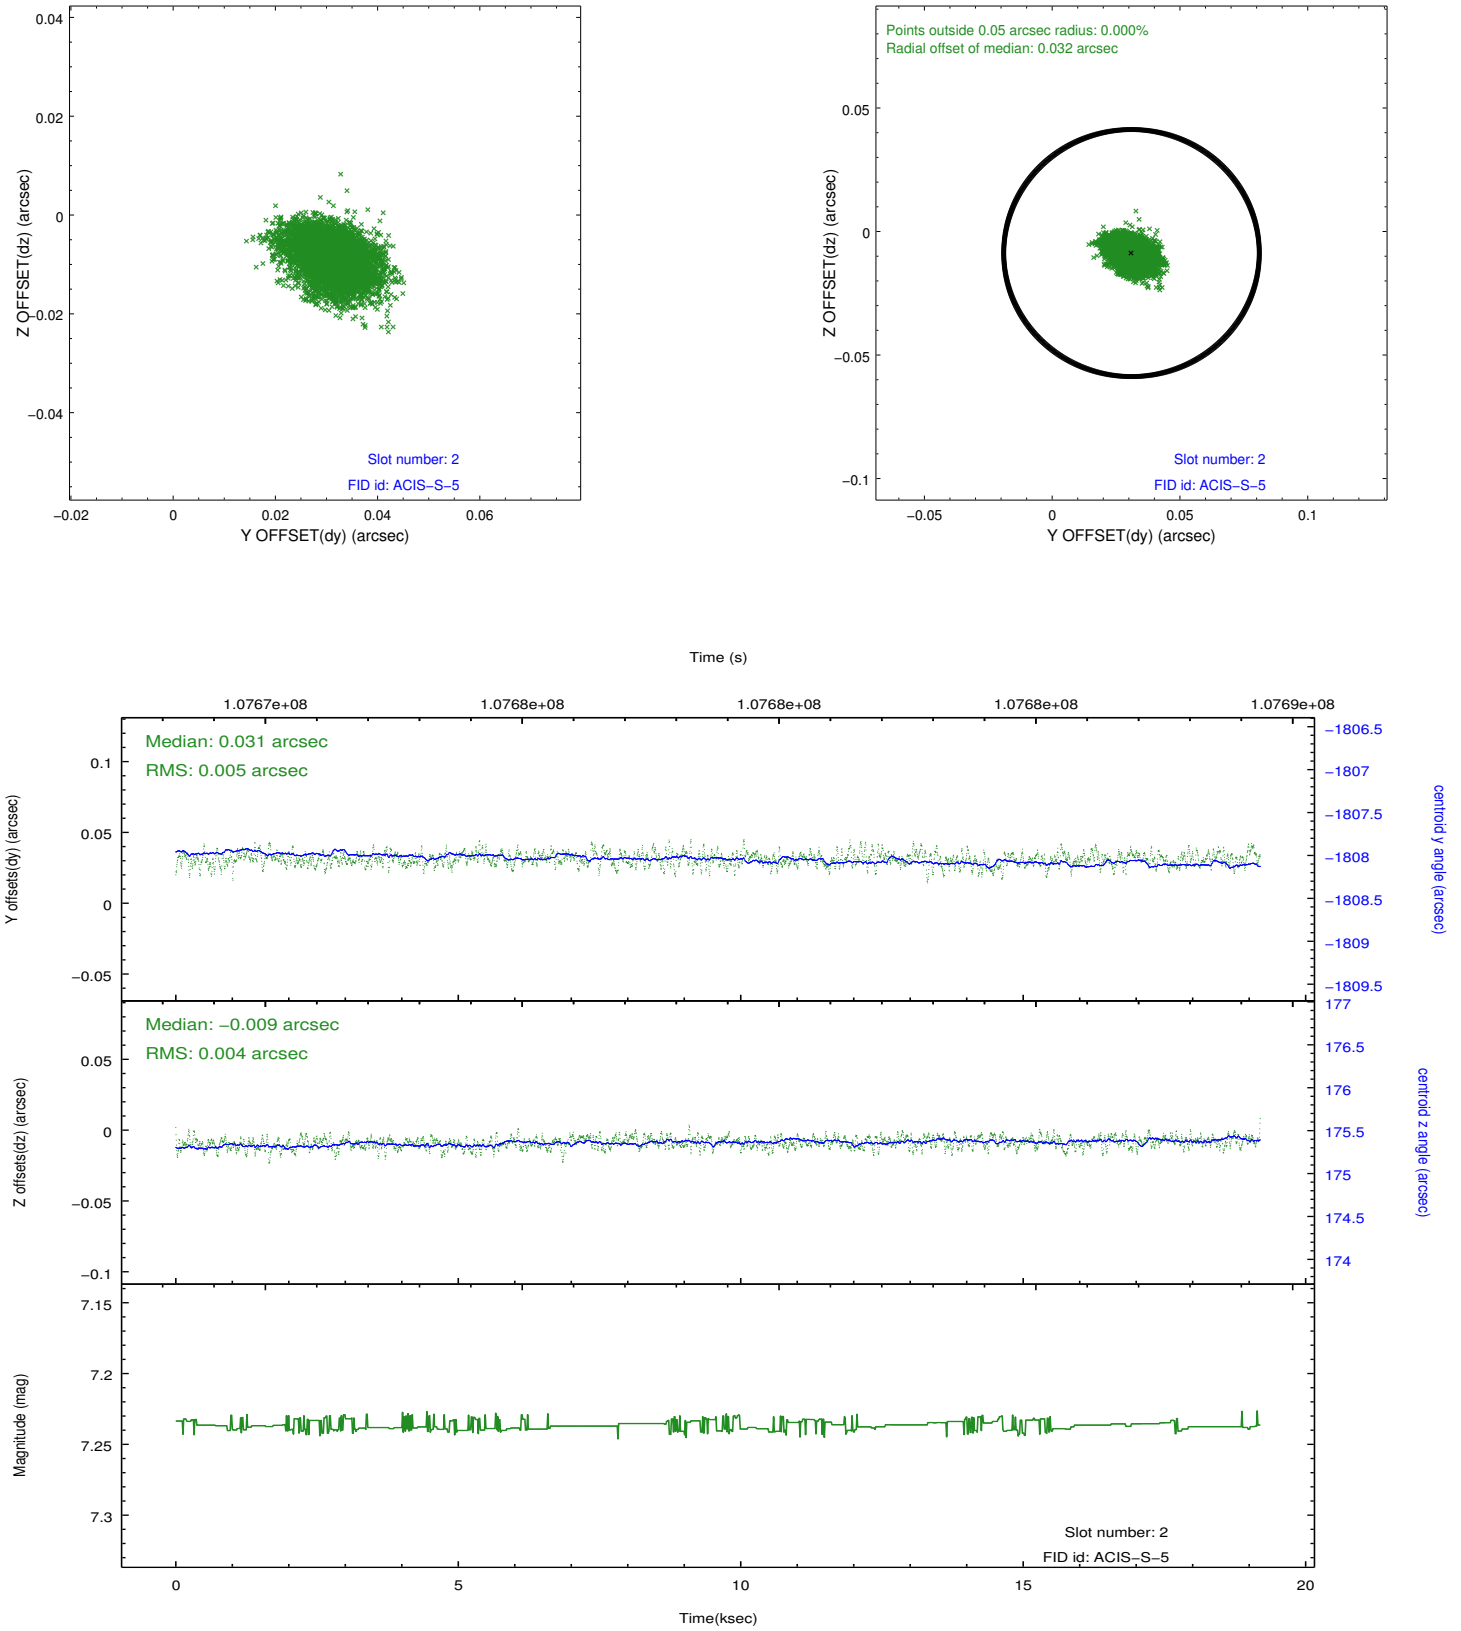 0.04
0.02
0
−0.02
−0.04
Z OFFSET(dz) (arcsec)
Slot number: 2
FID id: ACIS−S−5
−0.02 0 0.02 0.04 0.06
Y OFFSET(dy) (arcsec)
Points outside 0.05 arcsec radius: 0.000%
Radial offset of median: 0.032 arcsec
0.05
0
−0.05
−0.1
Z OFFSET(dz) (arcsec)
Slot number: 2
FID id: ACIS−S−5
−0.05 0 0.05 0.1
Y OFFSET(dy) (arcsec)
Time (s)
1.0767e+08 1.0768e+08 1.0768e+08 1.0768e+08 1.0769e+08
Median: 0.031 arcsec
RMS: 0.005 arcsec
0.1
0.05
0
−0.05
Y offsets(dy) (arcsec)
−1806.5
−1807
−1807.5
−1808
−1808.5
−1809
−1809.5
centroid y angle (arcsec)
Median: −0.009 arcsec
RMS: 0.004 arcsec
0.05
0
−0.05
−0.1
Z offsets(dz) (arcsec)
177
176.5
176
175.5
175
174.5
174
centroid z angle (arcsec)
7.15
7.2
7.25
7.3
Magnitude (mag)
Slot number: 2
FID id: ACIS−S−5
0 5 10 15 20
Time(ksec)